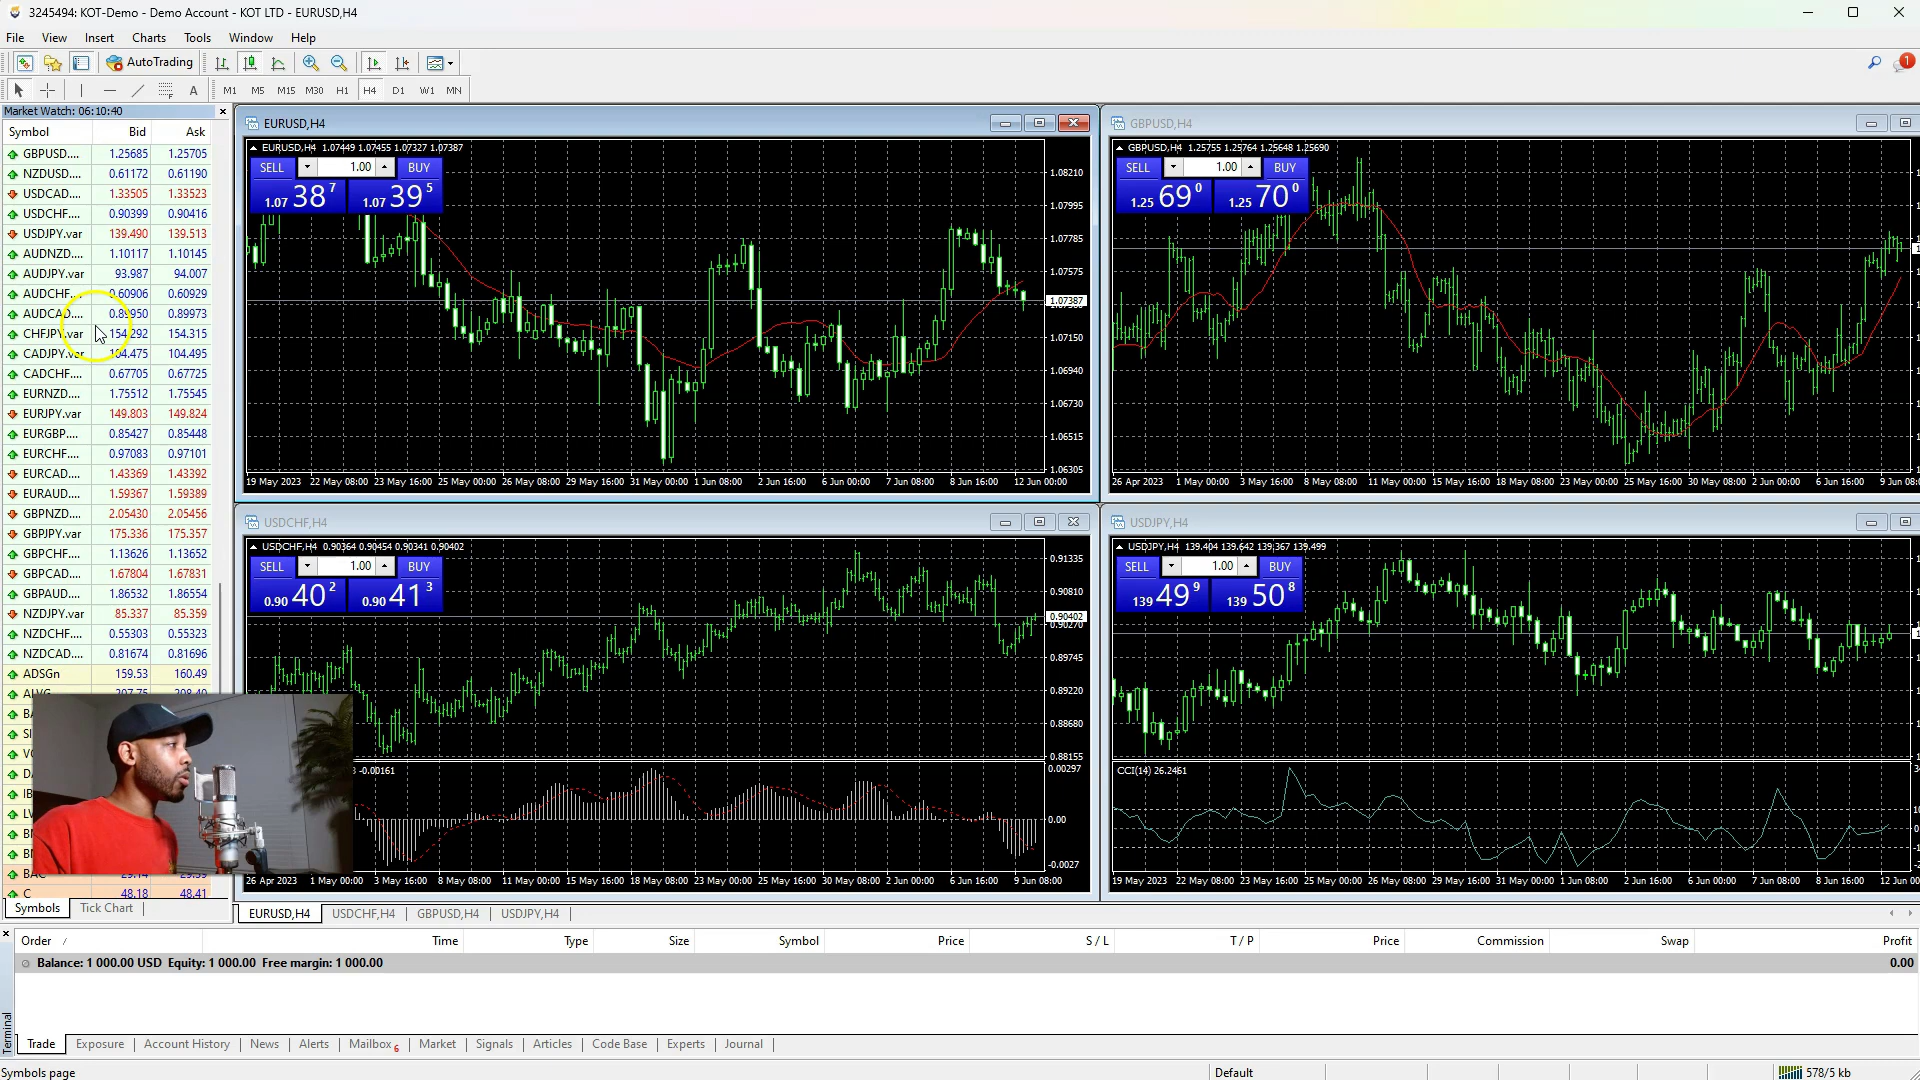 3245494: KOT-Demo - Demo Account - KOT LTD - EURUSD,H4
File View Insert Charts Tools Window Help
AutoTrading
1
A M1 M5 M15 M30 H1 H4 D1 W1 MN
Market Watch: 06:10:40
Symbol Bid Ask
GBPUSD.... 1.25685 1.25705
NZDUSD.... 0.61172 0.61190
USDCAD.... 1.33505 1.33523
USDCHF.... 0.90399 0.90416
USDJPY.var 139.490 139.513
AUDNZD.... 1.10117 1.10145
AUDJPY.var 93.987 94.007
AUDCHF.... 0.60906 0.60929
AUDCAD.... 0.89950 0.89973
CHFJPY.var 154.292 154.315
CADJPY.var 104.475 104.495
CADCHF.... 0.67705 0.67725
EURNZD.... 1.75512 1.75545
EURJPY.var 149.803 149.824
EURGBP.... 0.85427 0.85448
EURCHF.... 0.97083 0.97101
EURCAD.... 1.43369 1.43392
EURAUD.... 1.59367 1.59389
GBPNZD.... 2.05430 2.05456
GBPJPY.var 175.336 175.357
GBPCHF.... 1.13626 1.13652
GBPCAD.... 1.67804 1.67831
GBPAUD.... 1.86532 1.86554
NZDJPY.var 85.337 85.359
NZDCHF.... 0.55303 0.55323
NZDCAD.... 0.81674 0.81696
ADSGn 159.53 160.49
C 48.18 48.41
Symbols Tick Chart
EURUSD,H4
EURUSD,H4 1.07449 1.07455 1.07327 1.07387
SELL 1.00 BUY
1.07 38 7 1.07 39 5
1.08210
1.07995
1.07785
1.07575
1.07387
1.07150
1.06940
1.06730
1.06515
1.06305
19 May 2023 22 May 08:00 23 May 16:00 25 May 00:00 26 May 08:00 29 May 16:00 31 May 00:00 1 Jun 08:00 2 Jun 16:00 6 Jun 00:00 7 Jun 08:00 8 Jun 16:00 12 Jun 00:00
GBPUSD,H4
GBPUSD,H4 1.25755 1.25764 1.25648 1.25690
SELL 1.00 BUY
1.25 69 0 1.25 70 0
26 Apr 2023 1 May 00:00 3 May 16:00 8 May 08:00 11 May 00:00 15 May 16:00 18 May 08:00 23 May 00:00 25 May 16:00 30 May 08:00 2 Jun 00:00 6 Jun 16:00 9 Jun 08:00
USDCHF,H4
USDCHF,H4 0.90364 0.90454 0.90341 0.90402
SELL 1.00 BUY
0.90 40 2 0.90 41 3
0.91335
0.90810
0.90402
0.90270
0.89745
0.89220
0.88680
0.88155
-0.00161
0.00297
0.00
-0.0027
26 Apr 2023 1 May 00:00 3 May 16:00 8 May 08:00 11 May 00:00 15 May 16:00 18 May 08:00 23 May 00:00 25 May 16:00 30 May 08:00 2 Jun 00:00 6 Jun 16:00 9 Jun 08:00
USDJPY,H4
USDJPY,H4 139.404 139.642 139.367 139.499
SELL 1.00 BUY
139 49 9 139 50 8
CCI(14) 26.2461
19 May 2023 22 May 08:00 23 May 16:00 25 May 00:00 26 May 08:00 29 May 16:00 31 May 00:00 1 Jun 08:00 2 Jun 16:00 6 Jun 00:00 7 Jun 08:00 8 Jun 16:00 12 Jun 00:00
EURUSD,H4 USDCHF,H4 GBPUSD,H4 USDJPY,H4
Order / Time Type Size Symbol Price S / L T / P Price Commission Swap Profit
Balance: 1 000.00 USD Equity: 1 000.00 Free margin: 1 000.00 0.00
Terminal
Trade Exposure Account History News Alerts Mailbox 6 Market Signals Articles Code Base Experts Journal
Symbols page Default 578/5 kb